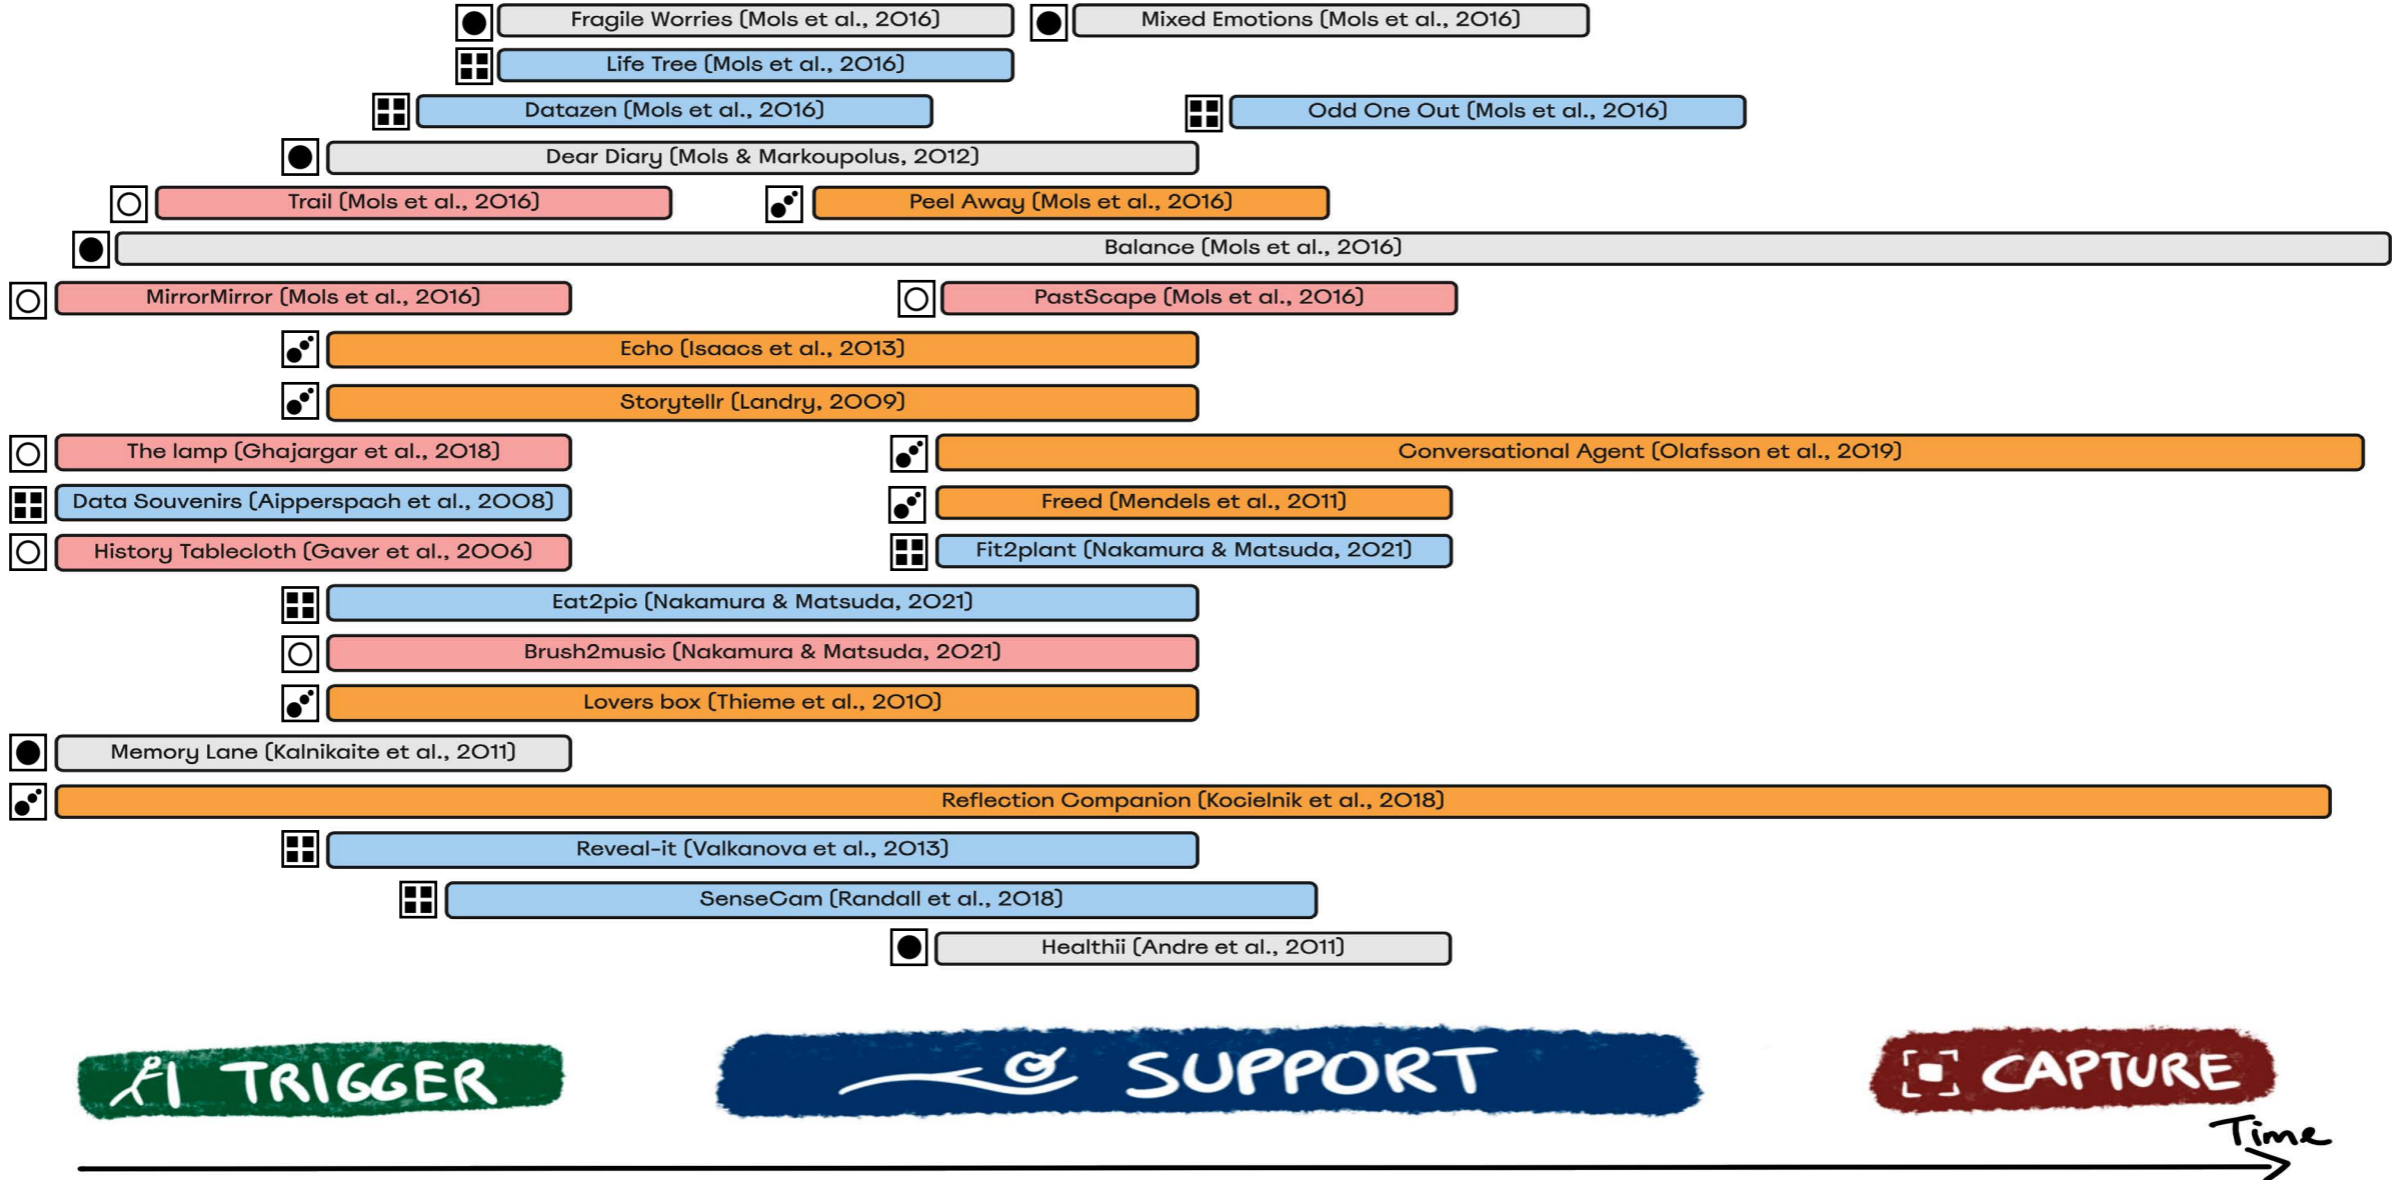 Fragile Worries (Mols et al., 2016)
Mixed Emotions (Mols et al., 2016)
Life Tree (Mols et al., 2016)
Datazen (Mols et al., 2016)
Odd One Out (Mols et al., 2016)
Dear Diary (Mols & Markoupolus, 2012)
Trail (Mols et al., 2016)
Peel Away (Mols et al., 2016)
Balance (Mols et al., 2016)
MirrorMirror (Mols et al., 2016)
PastScape (Mols et al., 2016)
Echo (Isaacs et al., 2013)
Storytellr (Landry, 2009)
The lamp (Ghajargar et al., 2018)
Conversational Agent (Olafsson et al., 2019)
Data Souvenirs (Aipperspach et al., 2008)
Freed (Mendels et al., 2011)
History Tablecloth (Gaver et al., 2006)
Fit2plant (Nakamura & Matsuda, 2021)
Eat2pic (Nakamura & Matsuda, 2021)
Brush2music (Nakamura & Matsuda, 2021)
Lovers box (Thieme et al., 2010)
Memory Lane (Kalnikaite et al., 2011)
Reflection Companion (Kocielnik et al., 2018)
Reveal-it (Valkanova et al., 2013)
SenseCam (Randall et al., 2018)
Healthii (Andre et al., 2011)
TRIGGER
SUPPORT
CAPTURE
Time